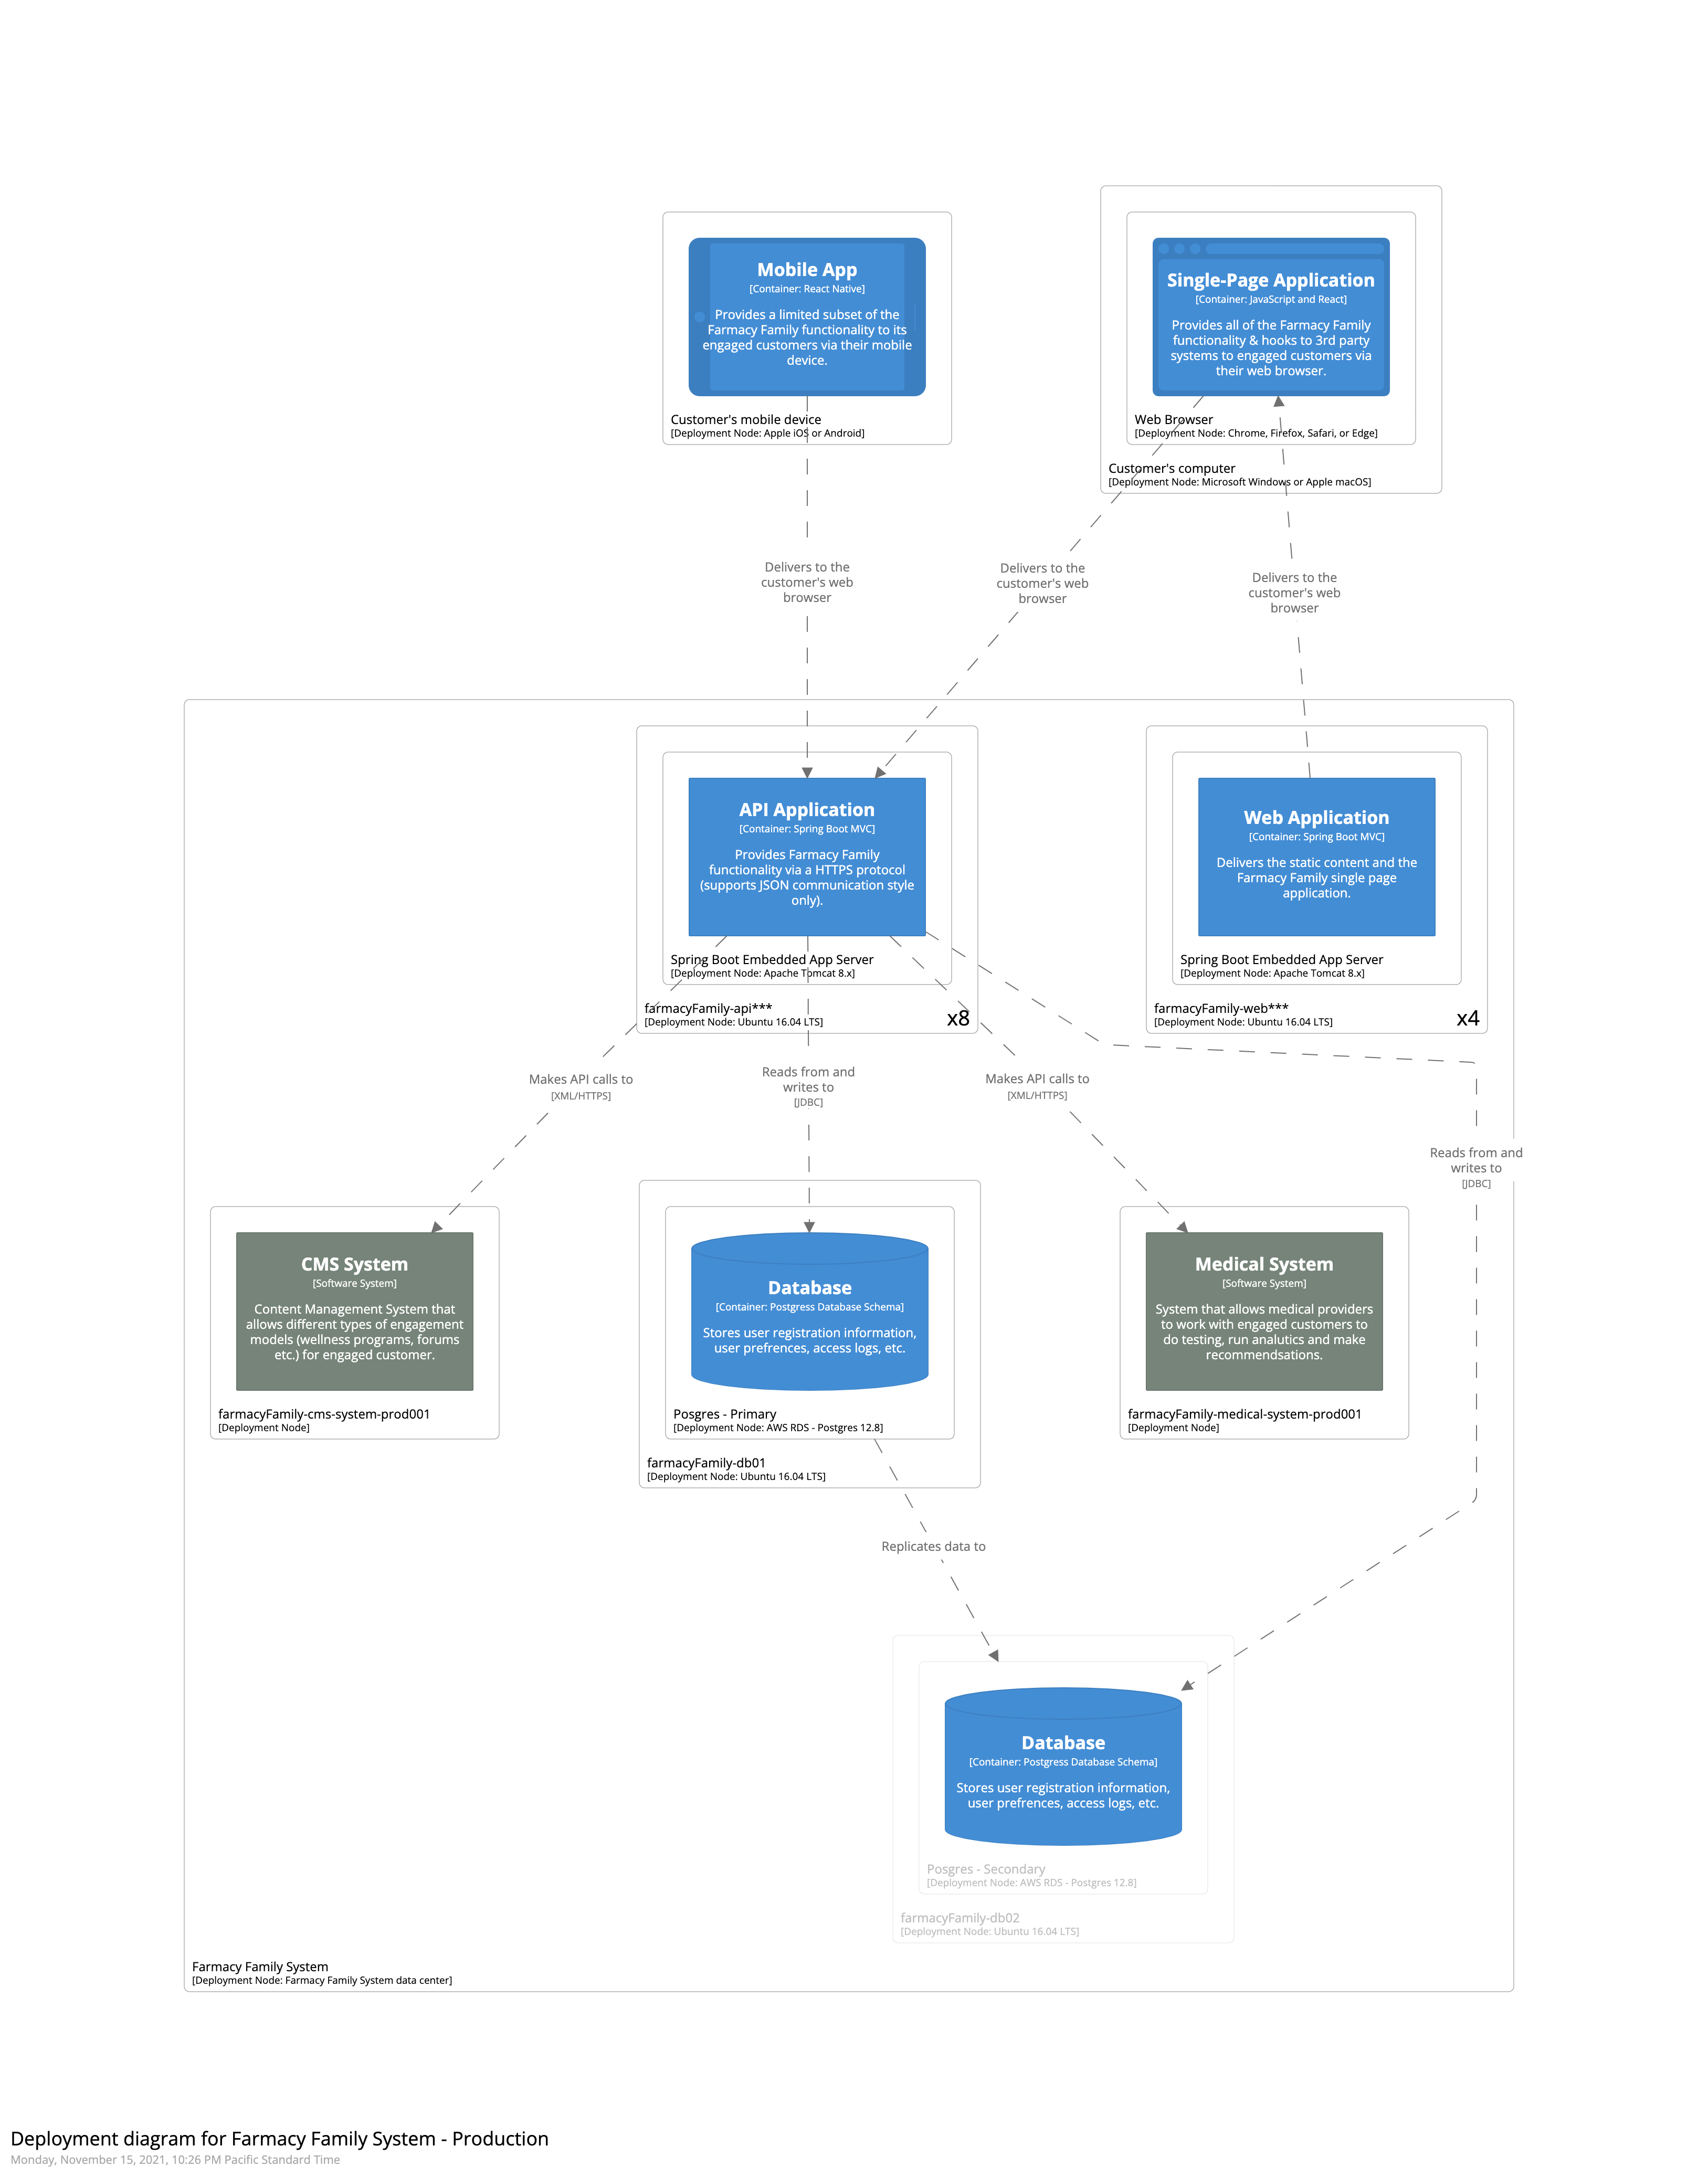 Mobile App
[Container: React Native]
Provides a limited subset of the
Farmacy Family functionality to its
engaged customers via their mobile
device.
Customer's mobile device
[Deployment Node: Apple iOS or Android]
Single-Page Application
[Container: JavaScript and React]
Provides all of the Farmacy Family
functionality & hooks to 3rd party
systems to engaged customers via
their web browser.
Web Browser
[Deployment Node: Chrome, Firefox, Safari, or Edge]
Customer's computer
[Deployment Node: Microsoft Windows or Apple macOS]
Delivers to the
customer's web
browser
Delivers to the
customer's web
browser
Delivers to the
customer's web
browser
API Application
[Container: Spring Boot MVC]
Provides Farmacy Family
functionality via a HTTPS protocol
(supports JSON communication style
only).
Spring Boot Embedded App Server
[Deployment Node: Apache Tomcat 8.x]
farmacyFamily-api***
[Deployment Node: Ubuntu 16.04 LTS]
x8
Web Application
[Container: Spring Boot MVC]
Delivers the static content and the
Farmacy Family single page
application.
Spring Boot Embedded App Server
[Deployment Node: Apache Tomcat 8.x]
farmacyFamily-web***
[Deployment Node: Ubuntu 16.04 LTS]
x4
Makes API calls to
[XML/HTTPS]
Reads from and
writes to
[JDBC]
Makes API calls to
[XML/HTTPS]
Reads from and
writes to
[JDBC]
CMS System
[Software System]
Content Management System that
allows different types of engagement
models (wellness programs, forums
etc.) for engaged customer.
farmacyFamily-cms-system-prod001
[Deployment Node]
Database
[Container: Postgress Database Schema]
Stores user registration information,
user prefrences, access logs, etc.
Posgres - Primary
[Deployment Node: AWS RDS - Postgres 12.8]
farmacyFamily-db01
[Deployment Node: Ubuntu 16.04 LTS]
Medical System
[Software System]
System that allows medical providers
to work with engaged customers to
do testing, run analutics and make
recommendsations.
farmacyFamily-medical-system-prod001
[Deployment Node]
Replicates data to
Database
[Container: Postgress Database Schema]
Stores user registration information,
user prefrences, access logs, etc.
Posgres - Secondary
[Deployment Node: AWS RDS - Postgres 12.8]
farmacyFamily-db02
[Deployment Node: Ubuntu 16.04 LTS]
Farmacy Family System
[Deployment Node: Farmacy Family System data center]
Deployment diagram for Farmacy Family System - Production
Monday, November 15, 2021, 10:26 PM Pacific Standard Time